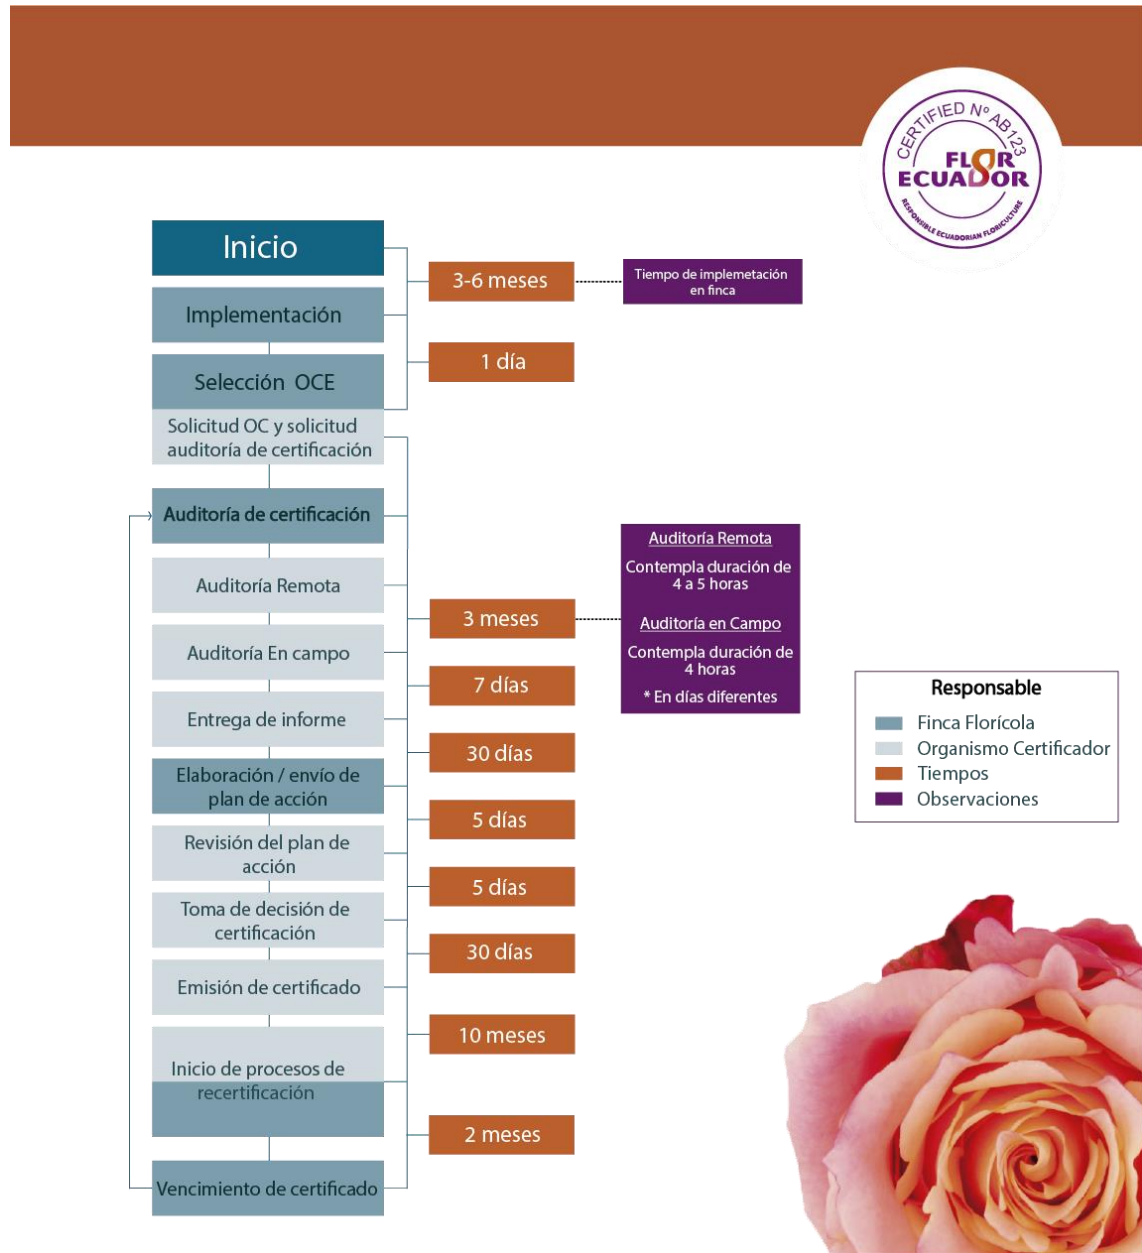 CERTIFIED Nº AB123
FLOR
ECUADOR
RESPONSIBLE ECUADORIAN FLORICULTURE
Inicio
3-6 meses
Tiempo de implemetación
en finca
Implementación
1 día
Selección OCE
Solicitud OC y solicitud
auditoría de certificación
Auditoría de certificación
Auditoría Remota
Contempla duración de
4 a 5 horas
Auditoría en Campo
Contempla duración de
4 horas
* En días diferentes
Auditoría Remota
3 meses
Auditoría En campo
7 días
Entrega de informe
30 días
Elaboración / envío de
plan de acción
5 días
Revisión del plan de
acción
5 días
Toma de decisión de
certificación
30 días
Emisión de certificado
10 meses
Inicio de procesos de
recertificación
2 meses
Vencimiento de certificado
Responsable
Finca Florícola
Organismo Certificador
Tiempos
Observaciones